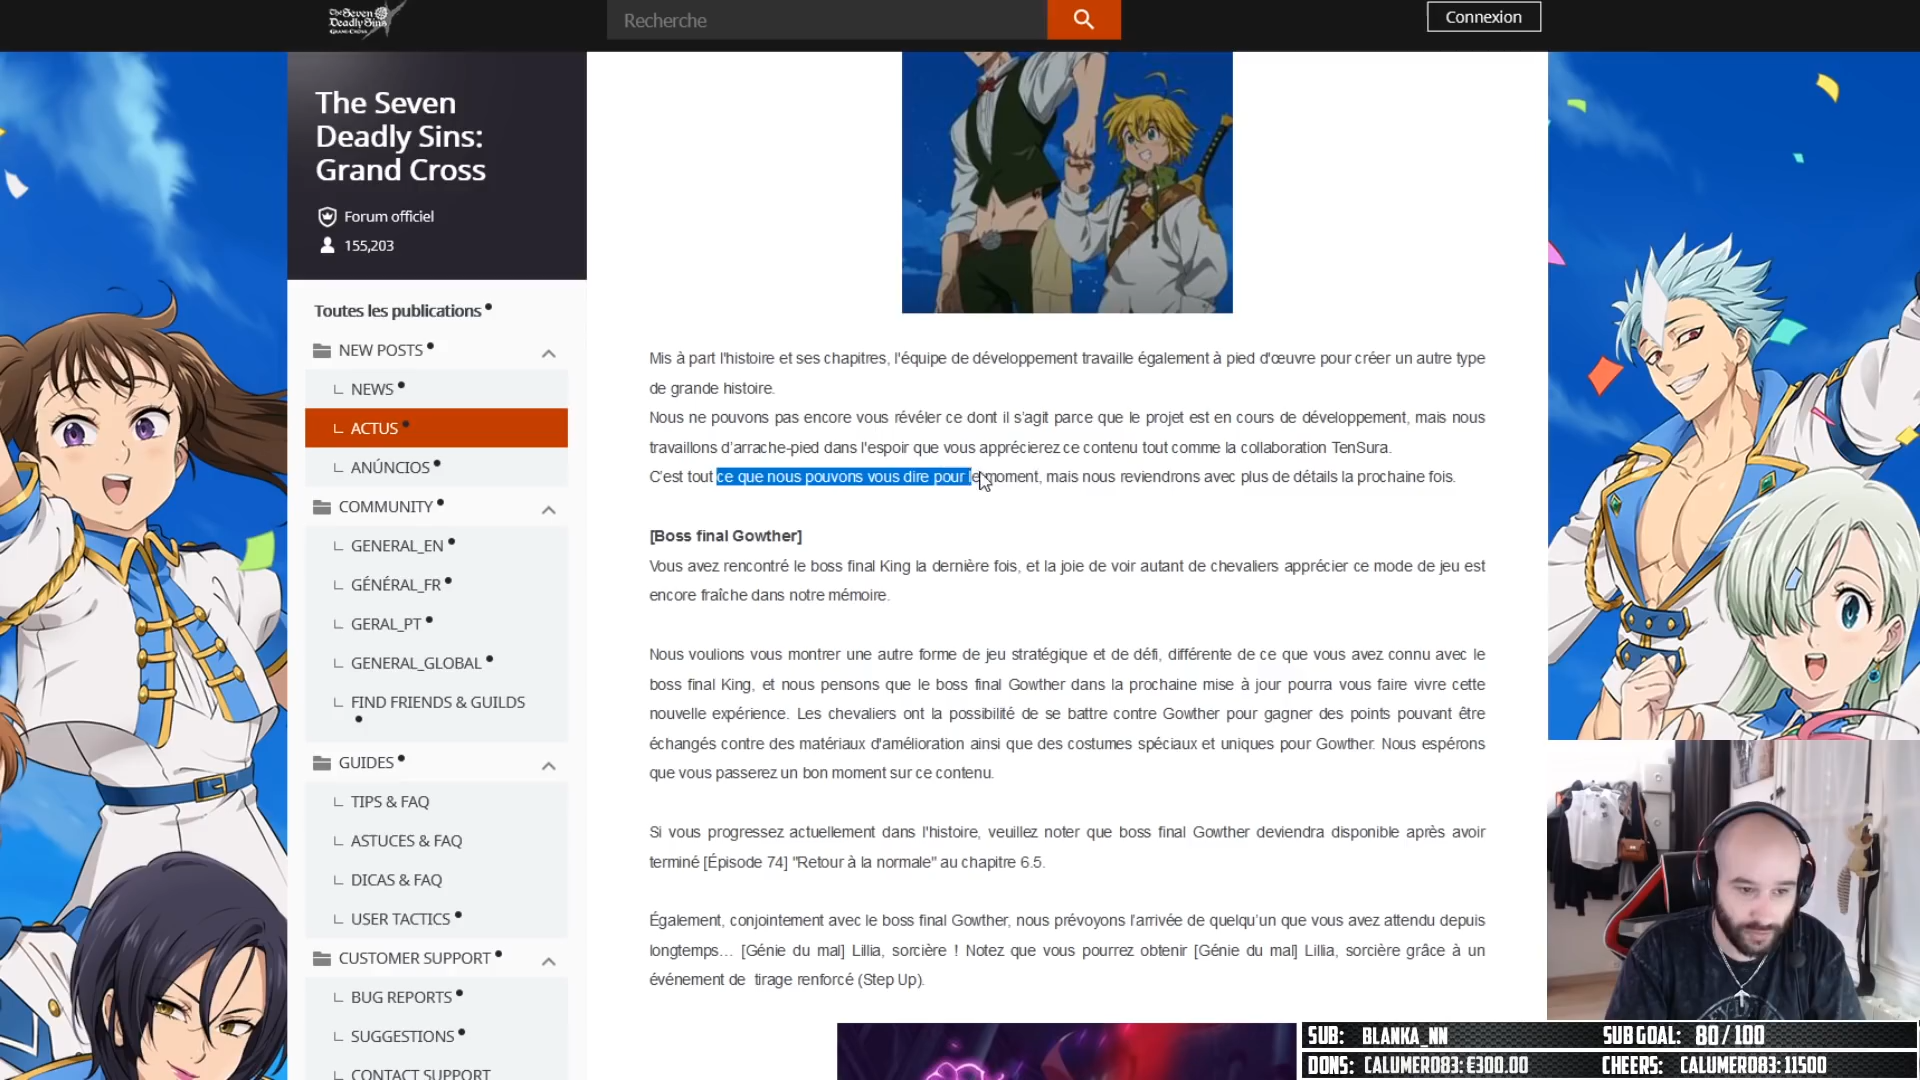 The Seven
Deadly Sins
GRAND CROSS
Recherche
Connexion
The Seven
Deadly Sins:
Grand Cross
Forum officiel
155,203
Toutes les publications
NEW POSTS
NEWS
ACTUS
ANÚNCIOS
COMMUNITY
GENERAL_EN
GÉNÉRAL_FR
GERAL_PT
GENERAL_GLOBAL
FIND FRIENDS & GUILDS
GUIDES
TIPS & FAQ
ASTUCES & FAQ
DICAS & FAQ
USER TACTICS
CUSTOMER SUPPORT
BUG REPORTS
SUGGESTIONS
CONTACT SUPPORT
Mis à part l'histoire et ses chapitres, l'équipe de développement travaille également à pied d'œuvre pour créer un autre type
de grande histoire.
Nous ne pouvons pas encore vous révéler ce dont il s'agit parce que le projet est en cours de développement, mais nous
travaillons d'arrache-pied dans l'espoir que vous apprécierez ce contenu tout comme la collaboration TenSura.
C'est tout ce que nous pouvons vous dire pour le moment, mais nous reviendrons avec plus de détails la prochaine fois.
[Boss final Gowther]
Vous avez rencontré le boss final King la dernière fois, et la joie de voir autant de chevaliers apprécier ce mode de jeu est
encore fraîche dans notre mémoire.
Nous voulions vous montrer une autre forme de jeu stratégique et de défi, différente de ce que vous avez connu avec le
boss final King, et nous pensons que le boss final Gowther dans la prochaine mise à jour pourra vous faire vivre cette
nouvelle expérience. Les chevaliers ont la possibilité de se battre contre Gowther pour gagner des points pouvant être
échangés contre des matériaux d'amélioration ainsi que des costumes spéciaux et uniques pour Gowther. Nous espérons
que vous passerez un bon moment sur ce contenu.
Si vous progressez actuellement dans l'histoire, veuillez noter que boss final Gowther deviendra disponible après avoir
terminé [Épisode 74] "Retour à la normale" au chapitre 6.5.
Également, conjointement avec le boss final Gowther, nous prévoyons l'arrivée de quelqu'un que vous avez attendu depuis
longtemps... [Génie du mal] Lillia, sorcière ! Notez que vous pourrez obtenir [Génie du mal] Lillia, sorcière grâce à un
événement de tirage renforcé (Step Up).
SUB: BLANKA_NN SUB GOAL: 80 / 100
DONS: CALUMERO83: €300.00 CHEERS: CALUMERO83: 11500